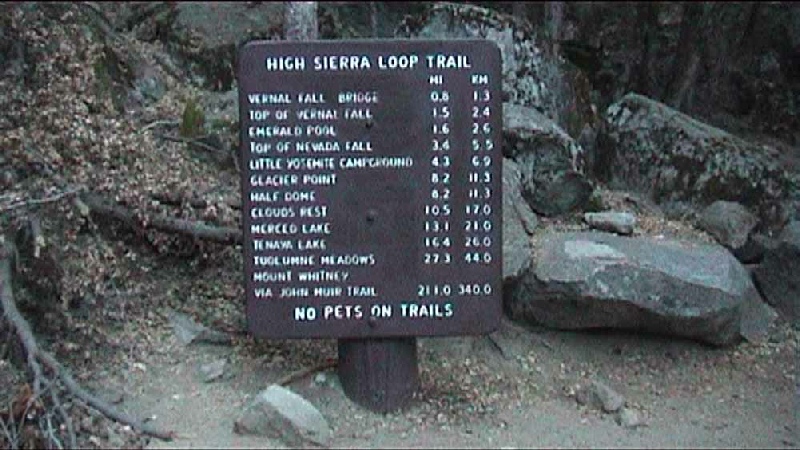 HIGH SIERRA LOOP TRAIL
MI KM
VERNAL FALL BRIDGE 0.8 1.3
TOP OF VERNAL FALL 1.5 2.4
EMERALD POOL 1.6 2.6
TOP OF NEVADA FALL 3.4 5.5
LITTLE YOSEMITE CAMPGROUND 4.3 6.9
GLACIER POINT 8.2 11.3
HALF DOME 8.2 11.3
CLOUDS REST 10.5 17.0
MERCED LAKE 13.1 21.0
TENAYA LAKE 16.4 26.0
TUOLUMNE MEADOWS 27.3 44.0
MOUNT WHITNEY
VIA JOHN MUIR TRAIL 211.0 340.0
NO PETS ON TRAILS